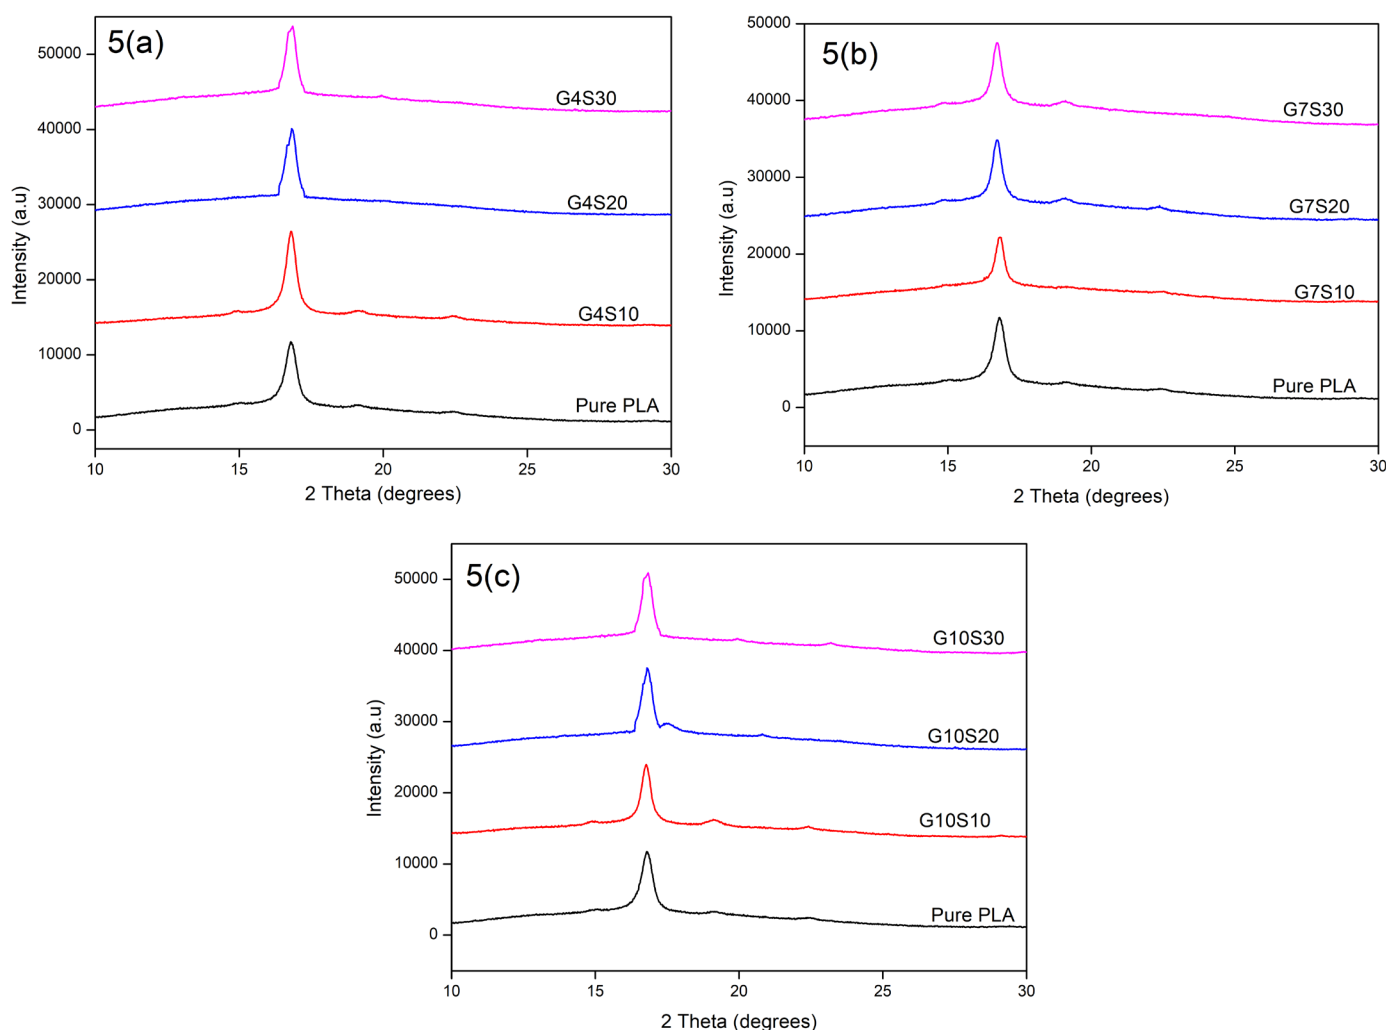 5(a)
50000
40000
30000
20000
10000
0
Intensity (a.u)
G4S30
G4S20
G4S10
Pure PLA
10 15 20 25 30
2 Theta (degrees)
5(b)
50000
40000
30000
20000
10000
0
Intensity (a.u)
G7S30
G7S20
G7S10
Pure PLA
10 15 20 25 30
2 Theta (degrees)
5(c)
50000
40000
30000
20000
10000
0
Intensity (a.u)
G10S30
G10S20
G10S10
Pure PLA
10 15 20 25 30
2 Theta (degrees)